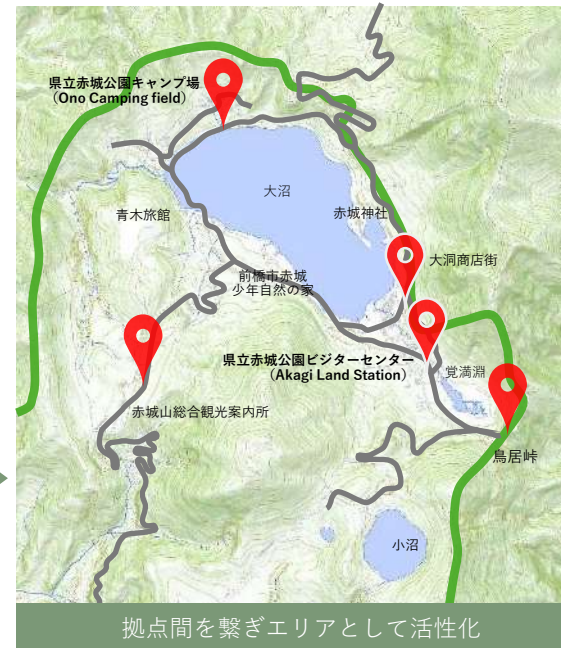 県立赤城公園キャンプ場
（Ono Camping field）
大沼
青木旅館
赤城神社
大洞商店街
前橋市赤城
少年自然の家
県立赤城公園ビジターセンター
（Akagi Land Station）
覚満淵
赤城山総合観光案内所
鳥居峠
小沼
拠点間を繋ぎエリアとして活性化